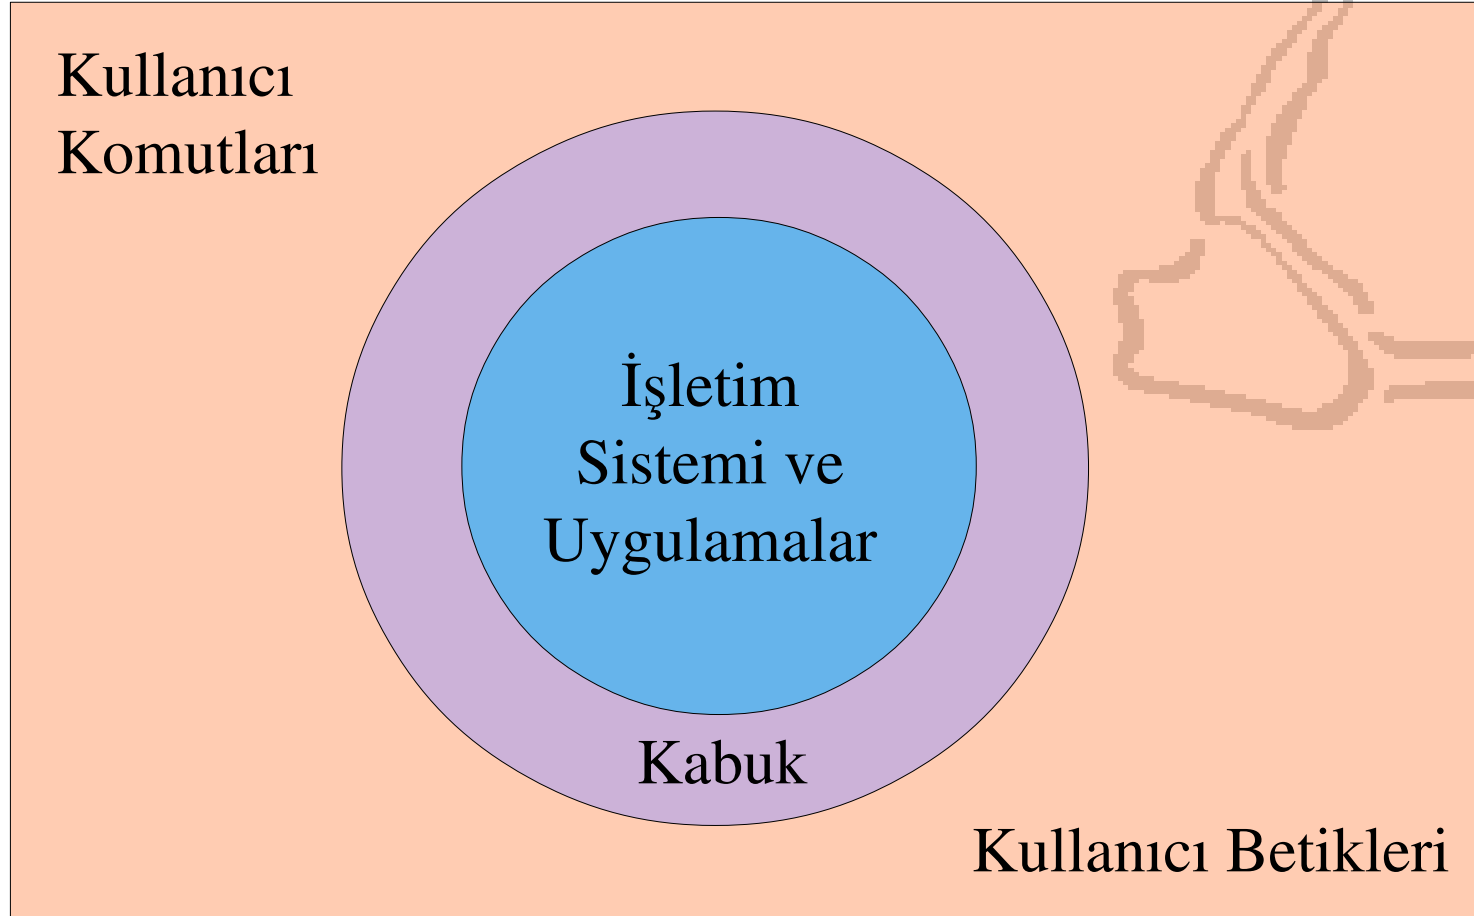 Kullanıcı
Komutları
İşletim
Sistemi ve
Uygulamalar
Kabuk
Kullanıcı Betikleri